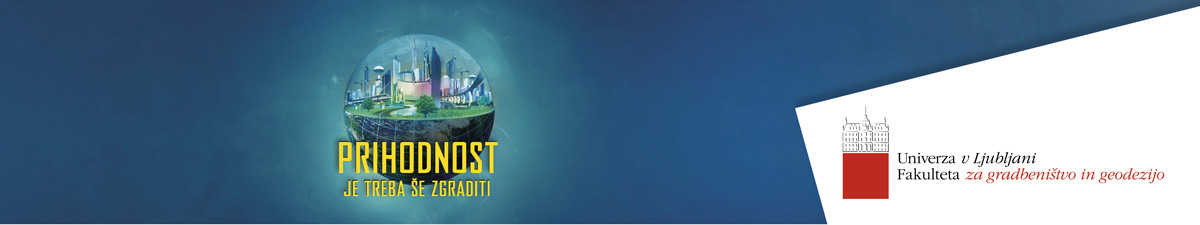 PRIHODNOST
JE TREBA ŠE ZGRADITI
Univerza v Ljubljani
Fakulteta za gradbeništvo in geodezijo